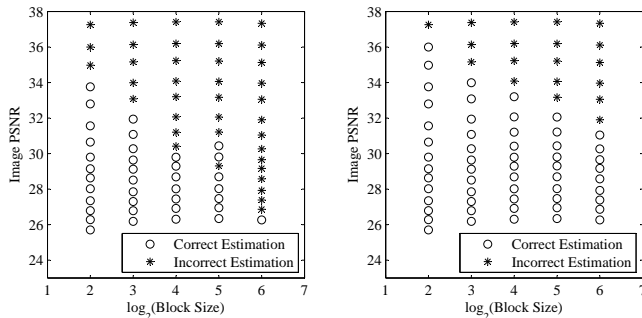 38
36
34
32
30
28
26
24
Image PSNR
1 2 3 4 5 6 7
log2(Block Size)
Correct Estimation
Incorrect Estimation
38
36
34
32
30
28
26
24
Image PSNR
1 2 3 4 5 6 7
log2(Block Size)
Correct Estimation
Incorrect Estimation